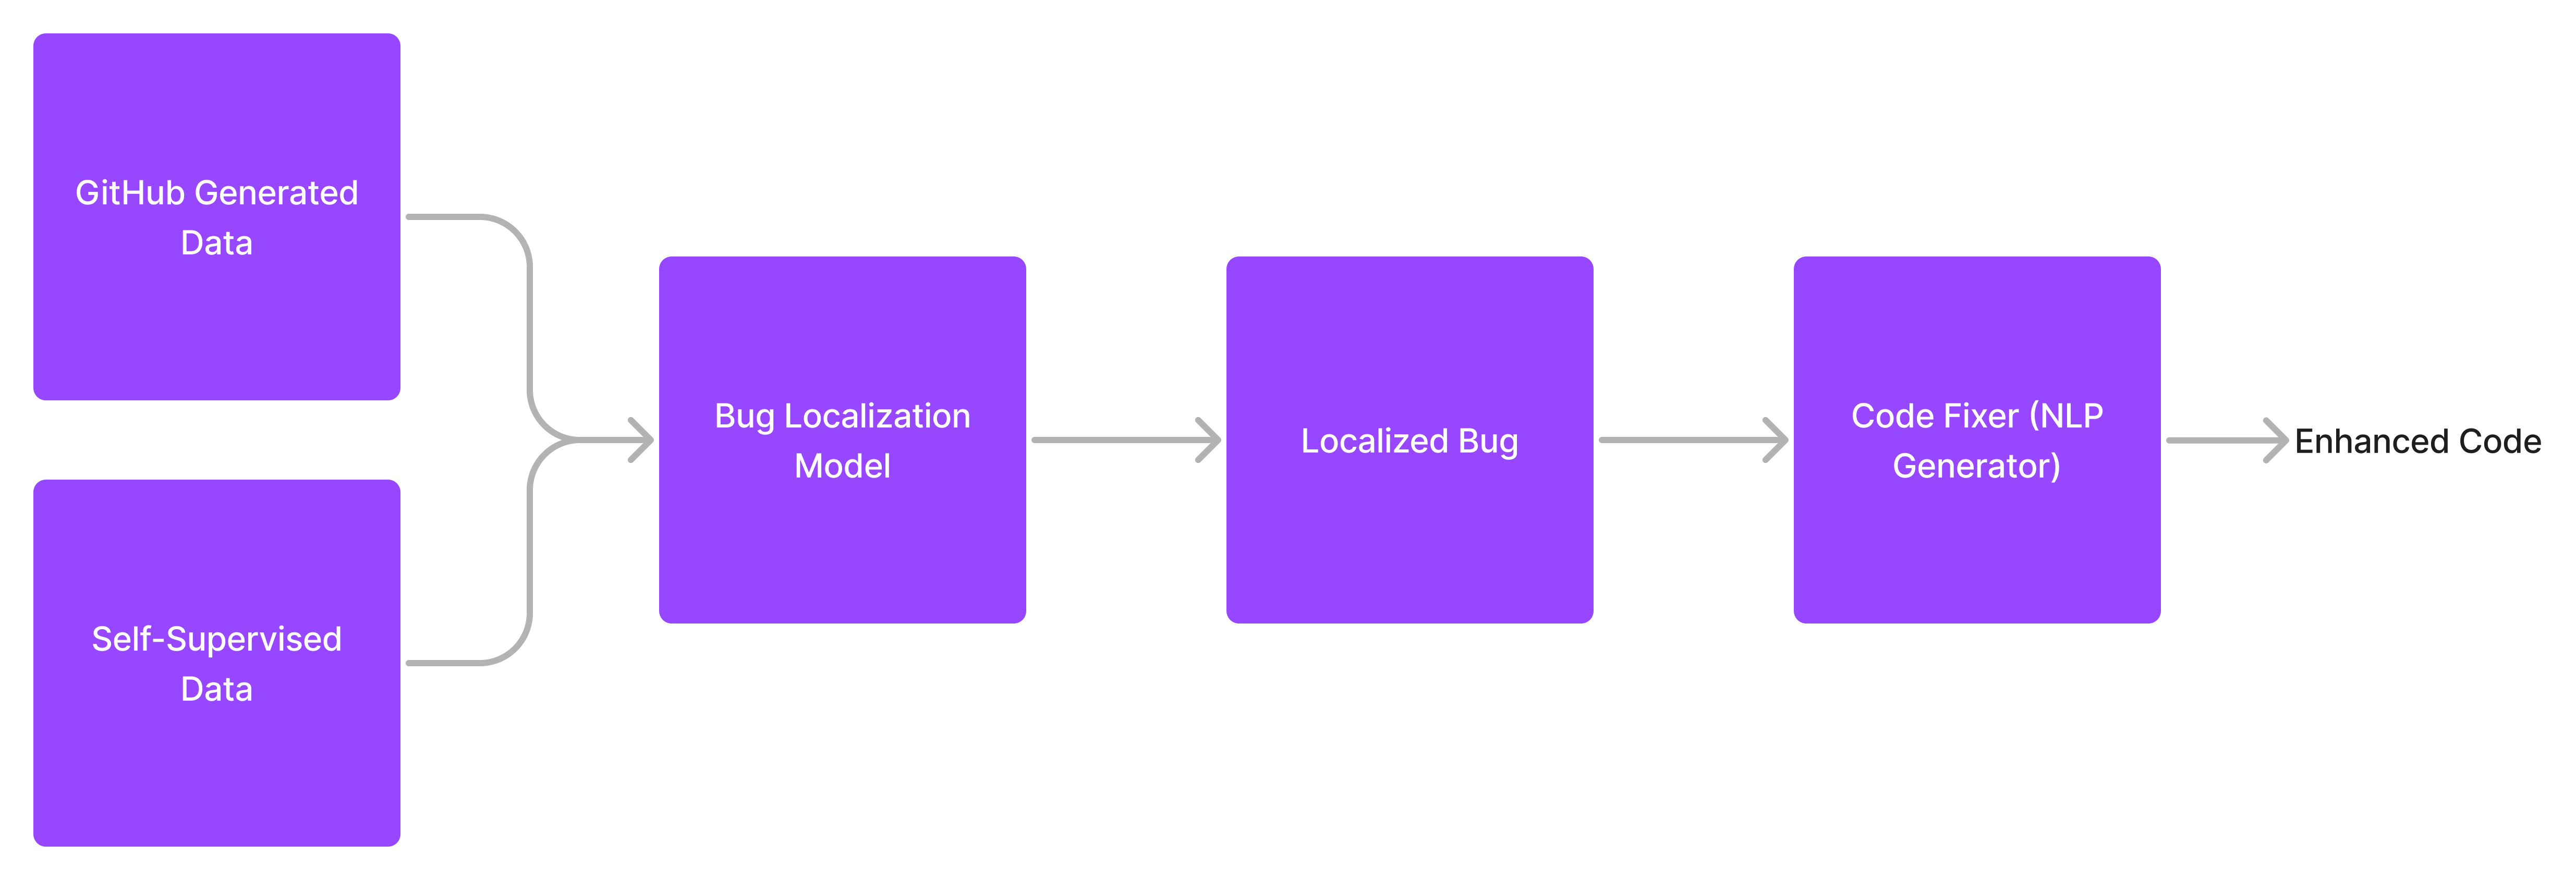 GitHub Generated
Data
Self-Supervised
Data
Bug Localization
Model
Localized Bug
Code Fixer (NLP
Generator)
Enhanced Code